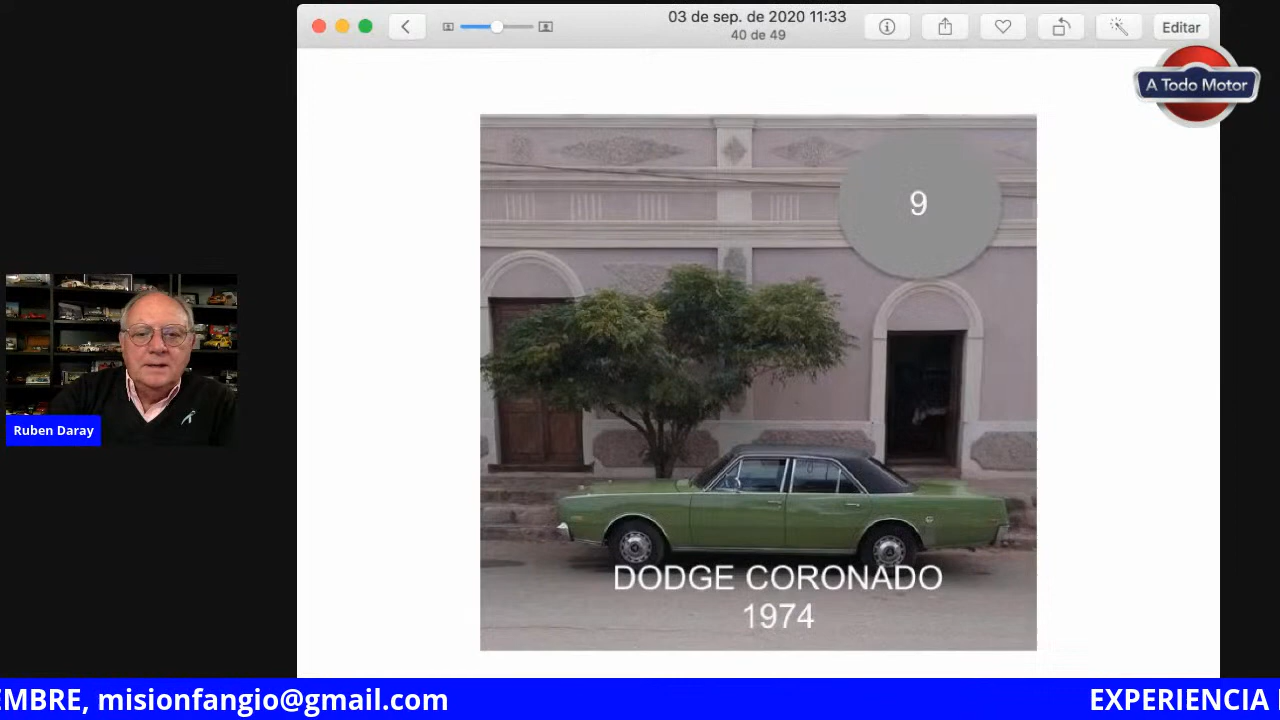 03 de sep. de 2020 11:33
40 de 49
Editar
A Todo Motor
9
Ruben Daray
DODGE CORONADO
1974
EMBRE, misionfangio@gmail.com
EXPERIENCIA